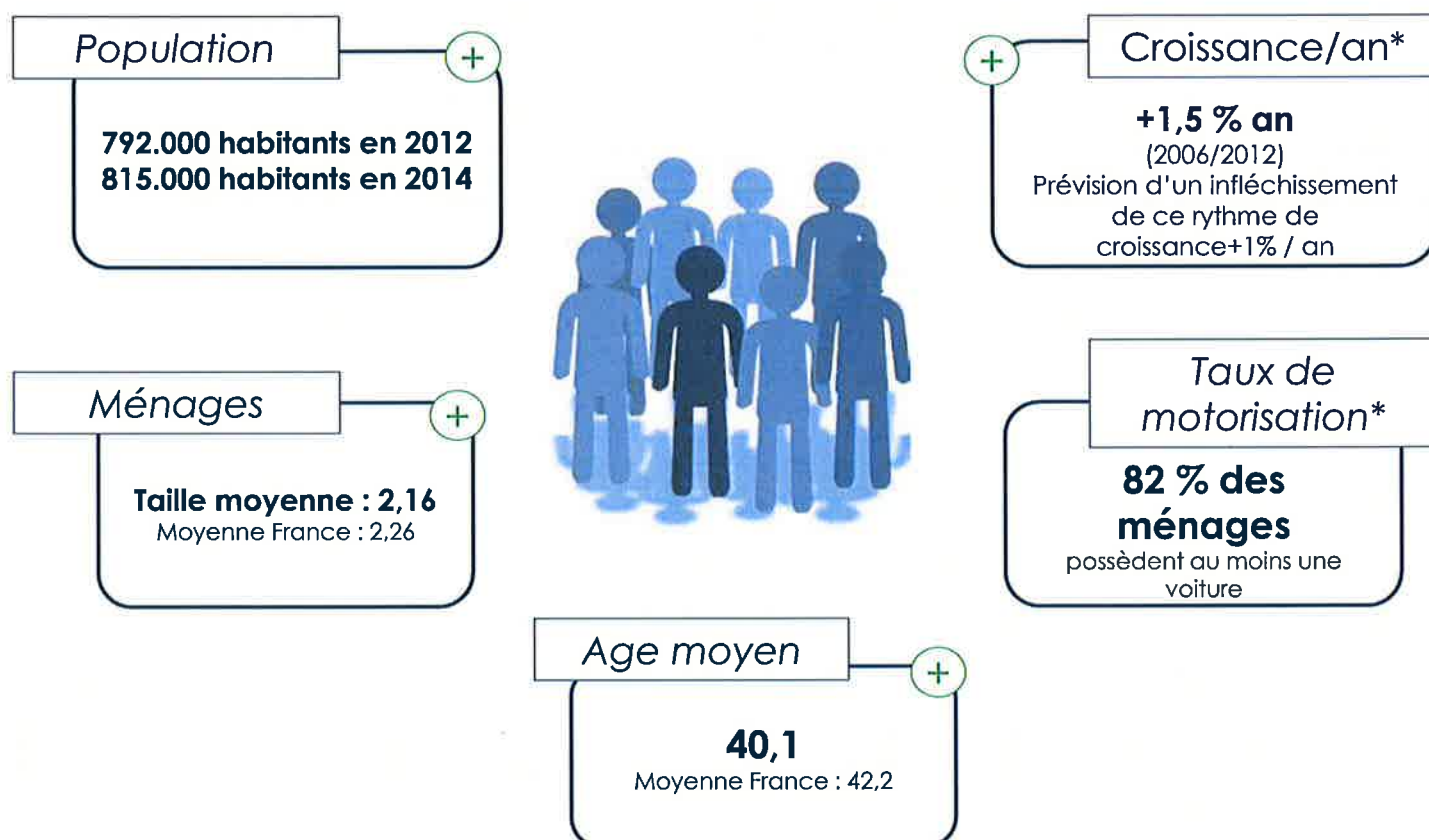 Population
+
792.000 habitants en 2012
815.000 habitants en 2014
Croissance/an*
+
+1,5 % an
(2006/2012)
Prévision d'un infléchissement
de ce rythme de
croissance+1% / an
Ménages
+
Taille moyenne : 2,16
Moyenne France : 2,26
Taux de
motorisation*
82 % des
ménages
possèdent au moins une
voiture
Age moyen
+
40,1
Moyenne France : 42,2